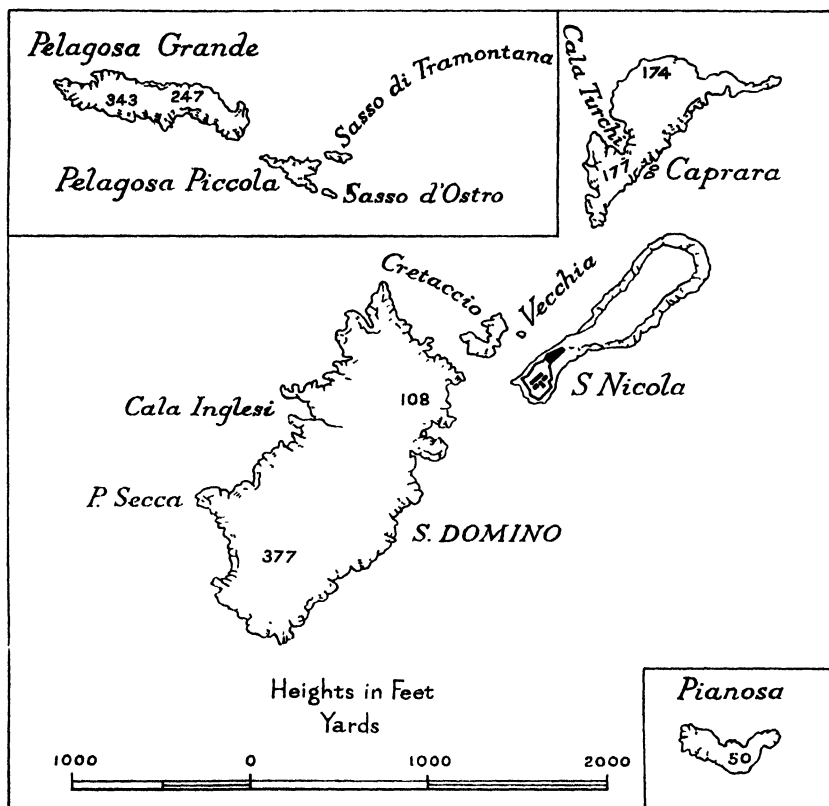 Pelagosa Grande
343
247
Sasso di Tramontana
Pelagosa Piccola
Sasso d'Ostro
Cala Turchi
174
177
Caprara
Cretaccio
Vecchia
S Nicola
Cala Inglesi
108
P. Secca
S. DOMINO
377
Heights in Feet
Yards
1000 0 1000 2000
Pianosa
50